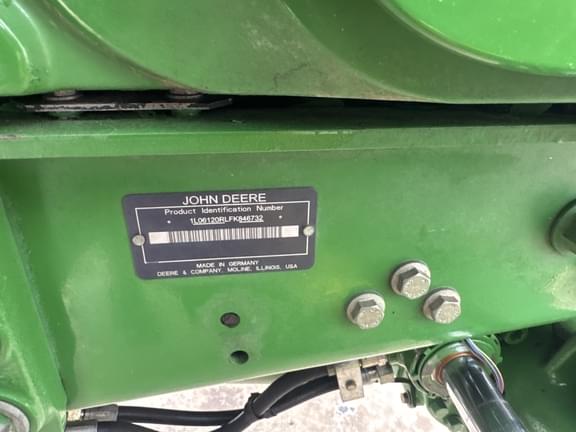 JOHN DEERE
Product Identification Number
* 1L06120RLFK846732 *
MADE IN GERMANY
DEERE & COMPANY, MOLINE, ILLINOIS, USA